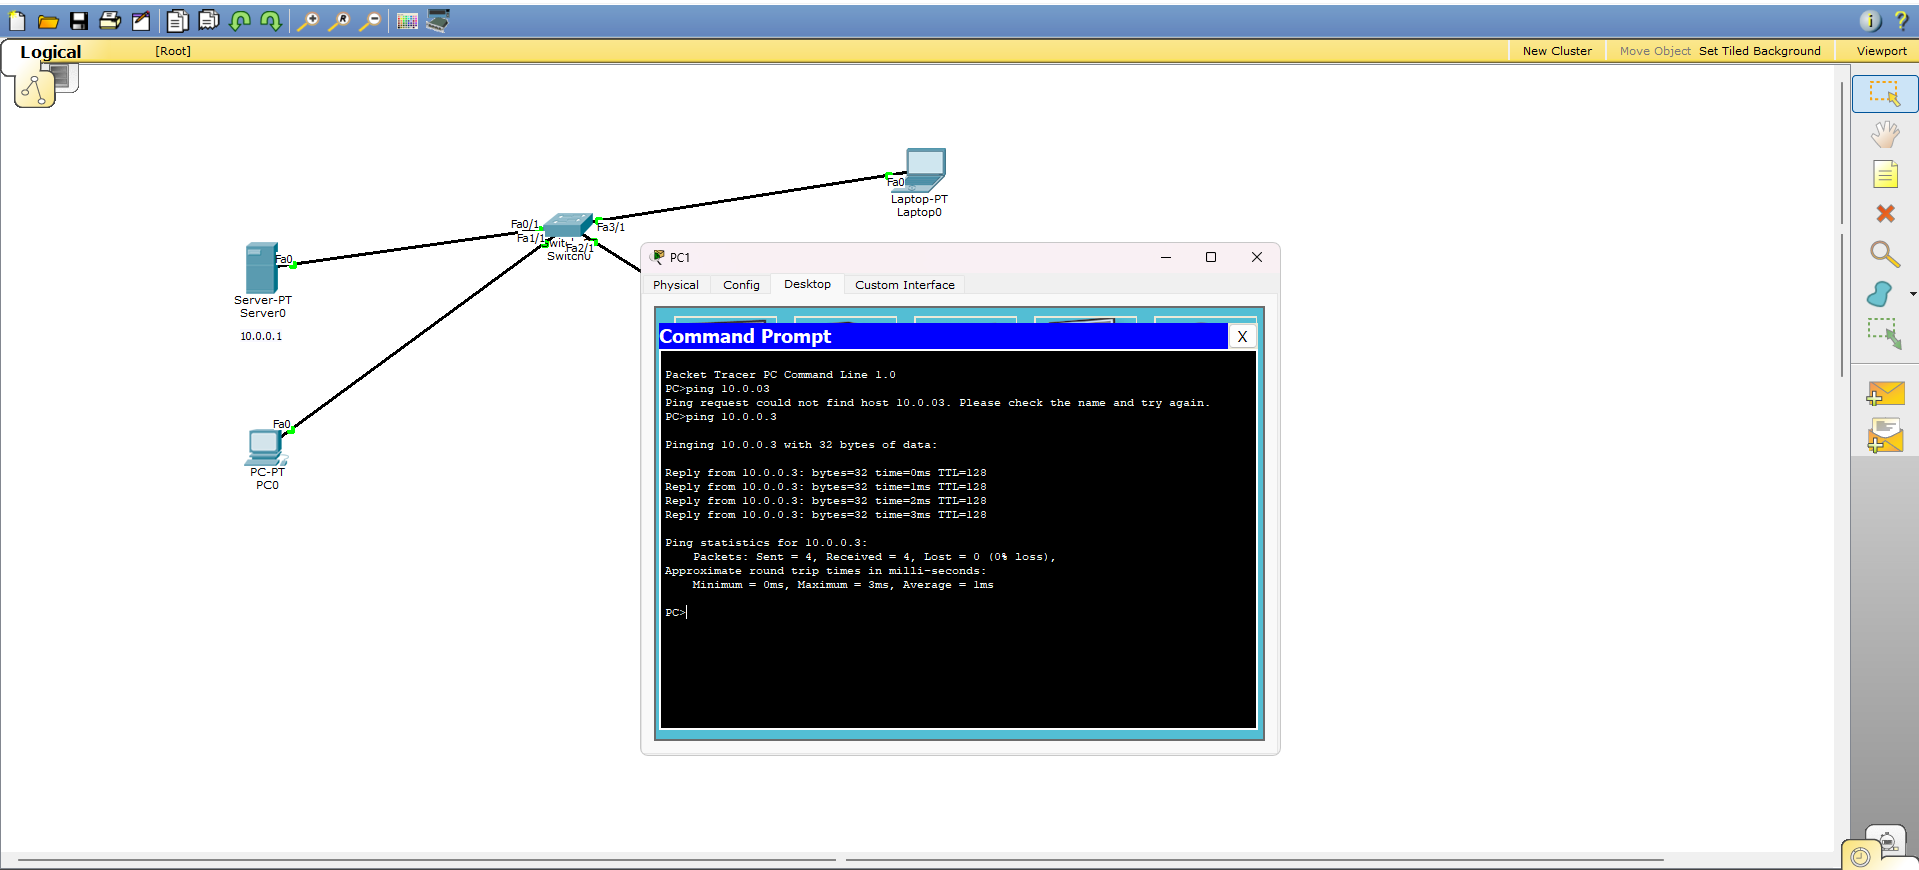 Logical
[Root]
New Cluster
Move Object
Set Tiled Background
Viewport
Fa0
Laptop-PT
Laptop0
Fa0/1
Fa1/1
Fa3/1
Fa2/1
Switch0
Fa0
Server-PT
Server0
10.0.0.1
Fa0
PC-PT
PC0
PC1
Physical
Config
Desktop
Custom Interface
Command Prompt
X
Packet Tracer PC Command Line 1.0
PC>ping 10.0.03
Ping request could not find host 10.0.03. Please check the name and try again.
PC>ping 10.0.0.3
Pinging 10.0.0.3 with 32 bytes of data:
Reply from 10.0.0.3: bytes=32 time=0ms TTL=128
Reply from 10.0.0.3: bytes=32 time=1ms TTL=128
Reply from 10.0.0.3: bytes=32 time=2ms TTL=128
Reply from 10.0.0.3: bytes=32 time=3ms TTL=128
Ping statistics for 10.0.0.3:
Packets: Sent = 4, Received = 4, Lost = 0 (0% loss),
Approximate round trip times in milli-seconds:
Minimum = 0ms, Maximum = 3ms, Average = 1ms
PC>